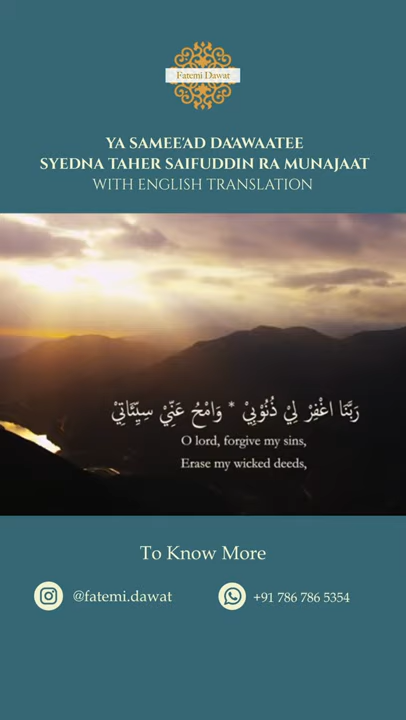 Fatemi Dawat
YA SAMEE'AD DA'AWAATEE
SYEDNA TAHER SAIFUDDIN RA MUNAJAAT
WITH ENGLISH TRANSLATION
رَبَّنَا اغْفِرْ لِيْ ذُنُوْبِيْ * وَامْحُ عَنِّيْ سَيِّئَاتِيْ
O lord, forgive my sins,
Erase my wicked deeds,
To Know More
@fatemi.dawat
+91 786 786 5354